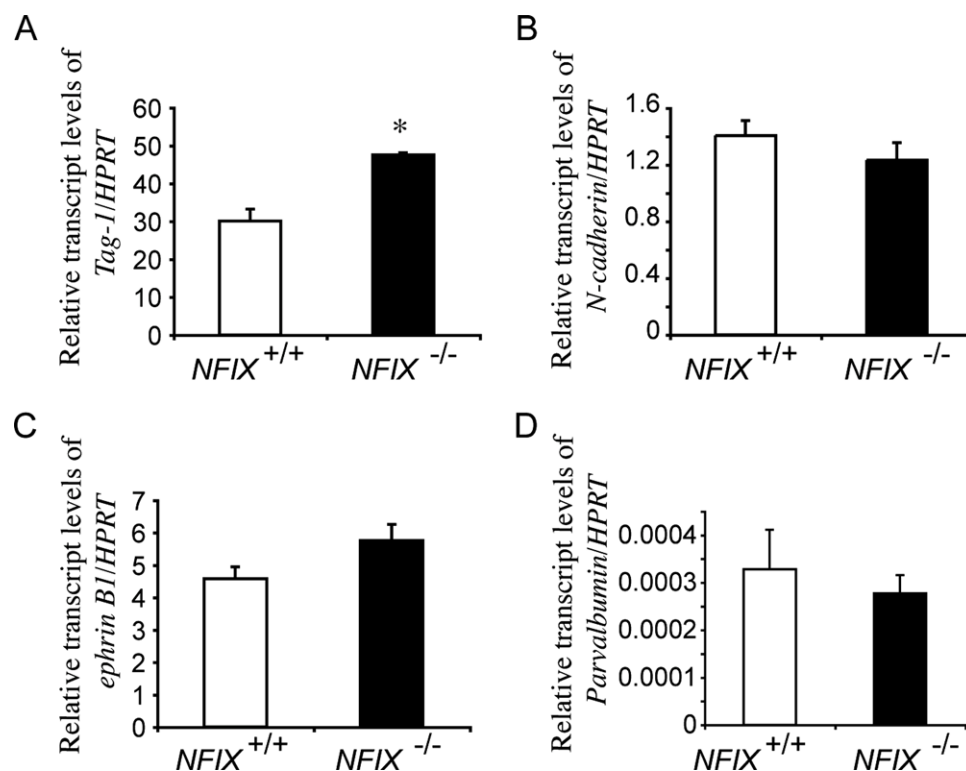 A
Relative transcript levels of
Tag-1/HPRT
60
50
40
30
20
10
0
*
NFIX +/+
NFIX -/-
B
Relative transcript levels of
N-cadherin/HPRT
1.6
1.2
0.8
0.4
0
NFIX +/+
NFIX -/-
C
Relative transcript levels of
ephrin B1/HPRT
7
6
5
4
3
2
1
0
NFIX +/+
NFIX -/-
D
Relative transcript levels of
Parvalbumin/HPRT
0.0004
0.0003
0.0002
0.0001
0
NFIX +/+
NFIX -/-